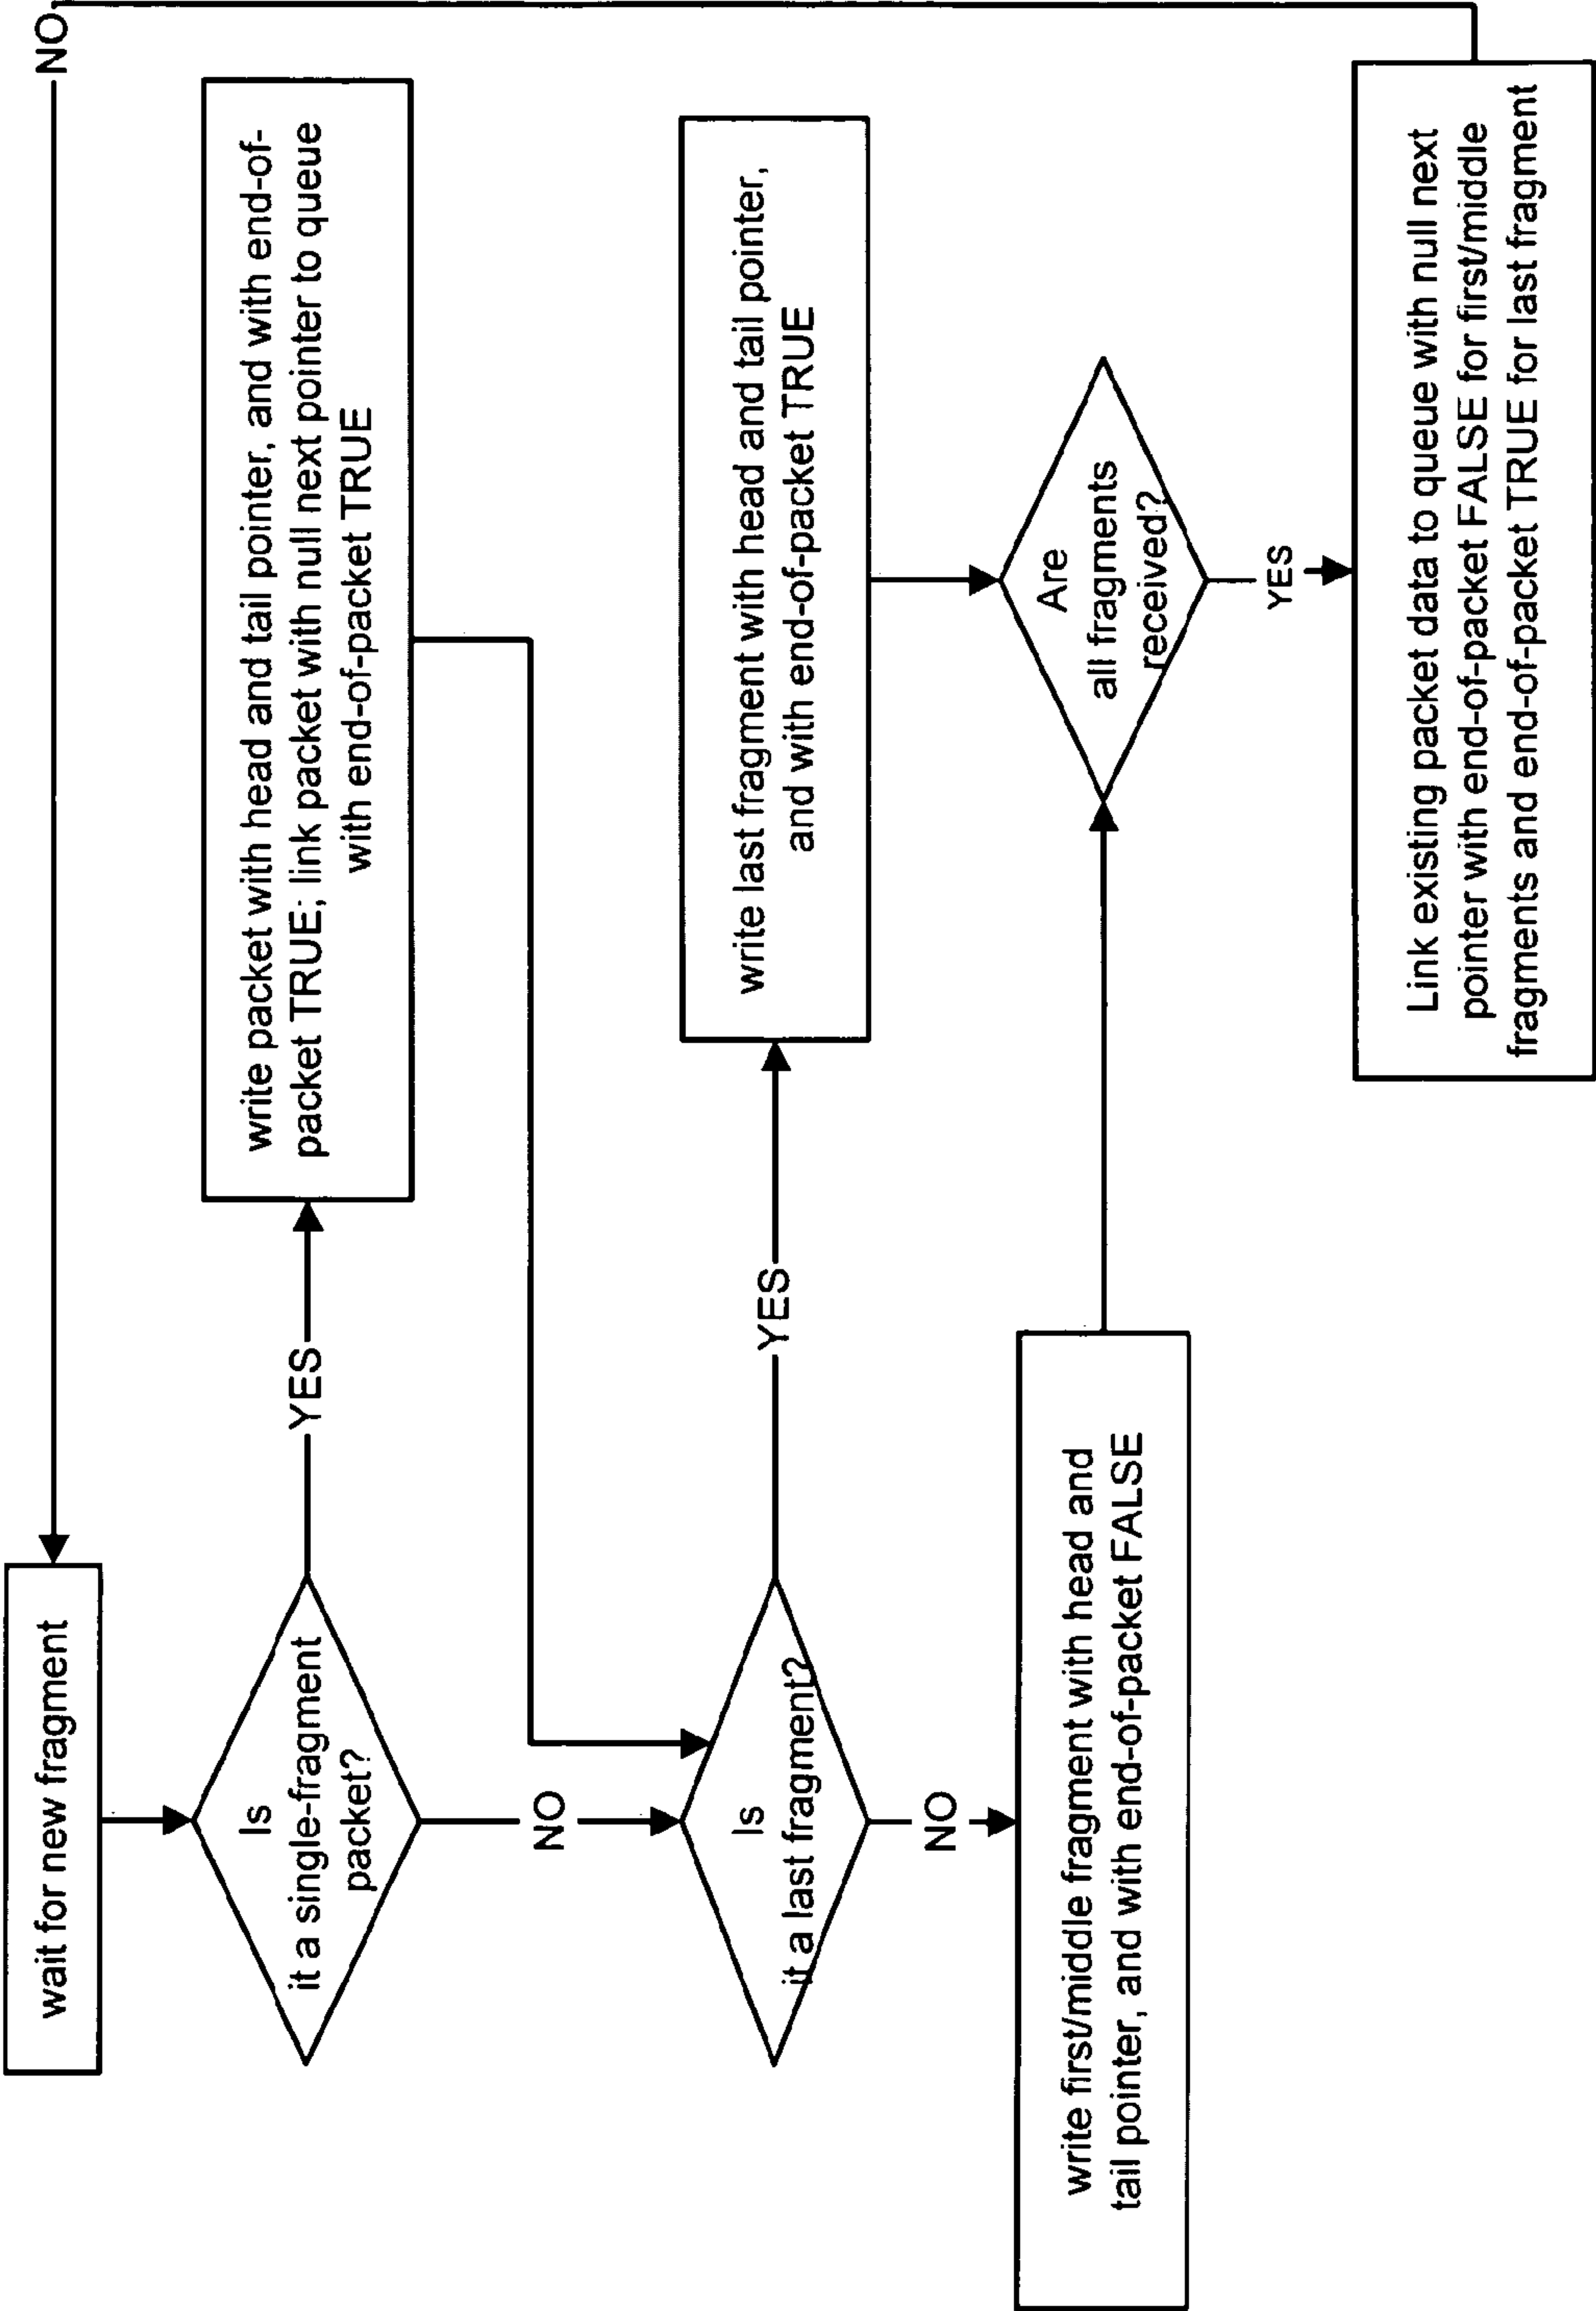 NO
wait for new fragment
Is
it a single-fragment
packet?
YES
write packet with head and tail pointer, and with end-of-
packet TRUE; link packet with null next pointer to queue
with end-of-packet TRUE
NO
Is
it a last fragment?
YES
write last fragment with head and tail pointer,
and with end-of-packet TRUE
NO
write first/middle fragment with head and
tail pointer, and with end-of-packet FALSE
Are
all fragments
received?
YES
Link existing packet data to queue with null next
pointer with end-of-packet FALSE for first/middle
fragments and end-of-packet TRUE for last fragment